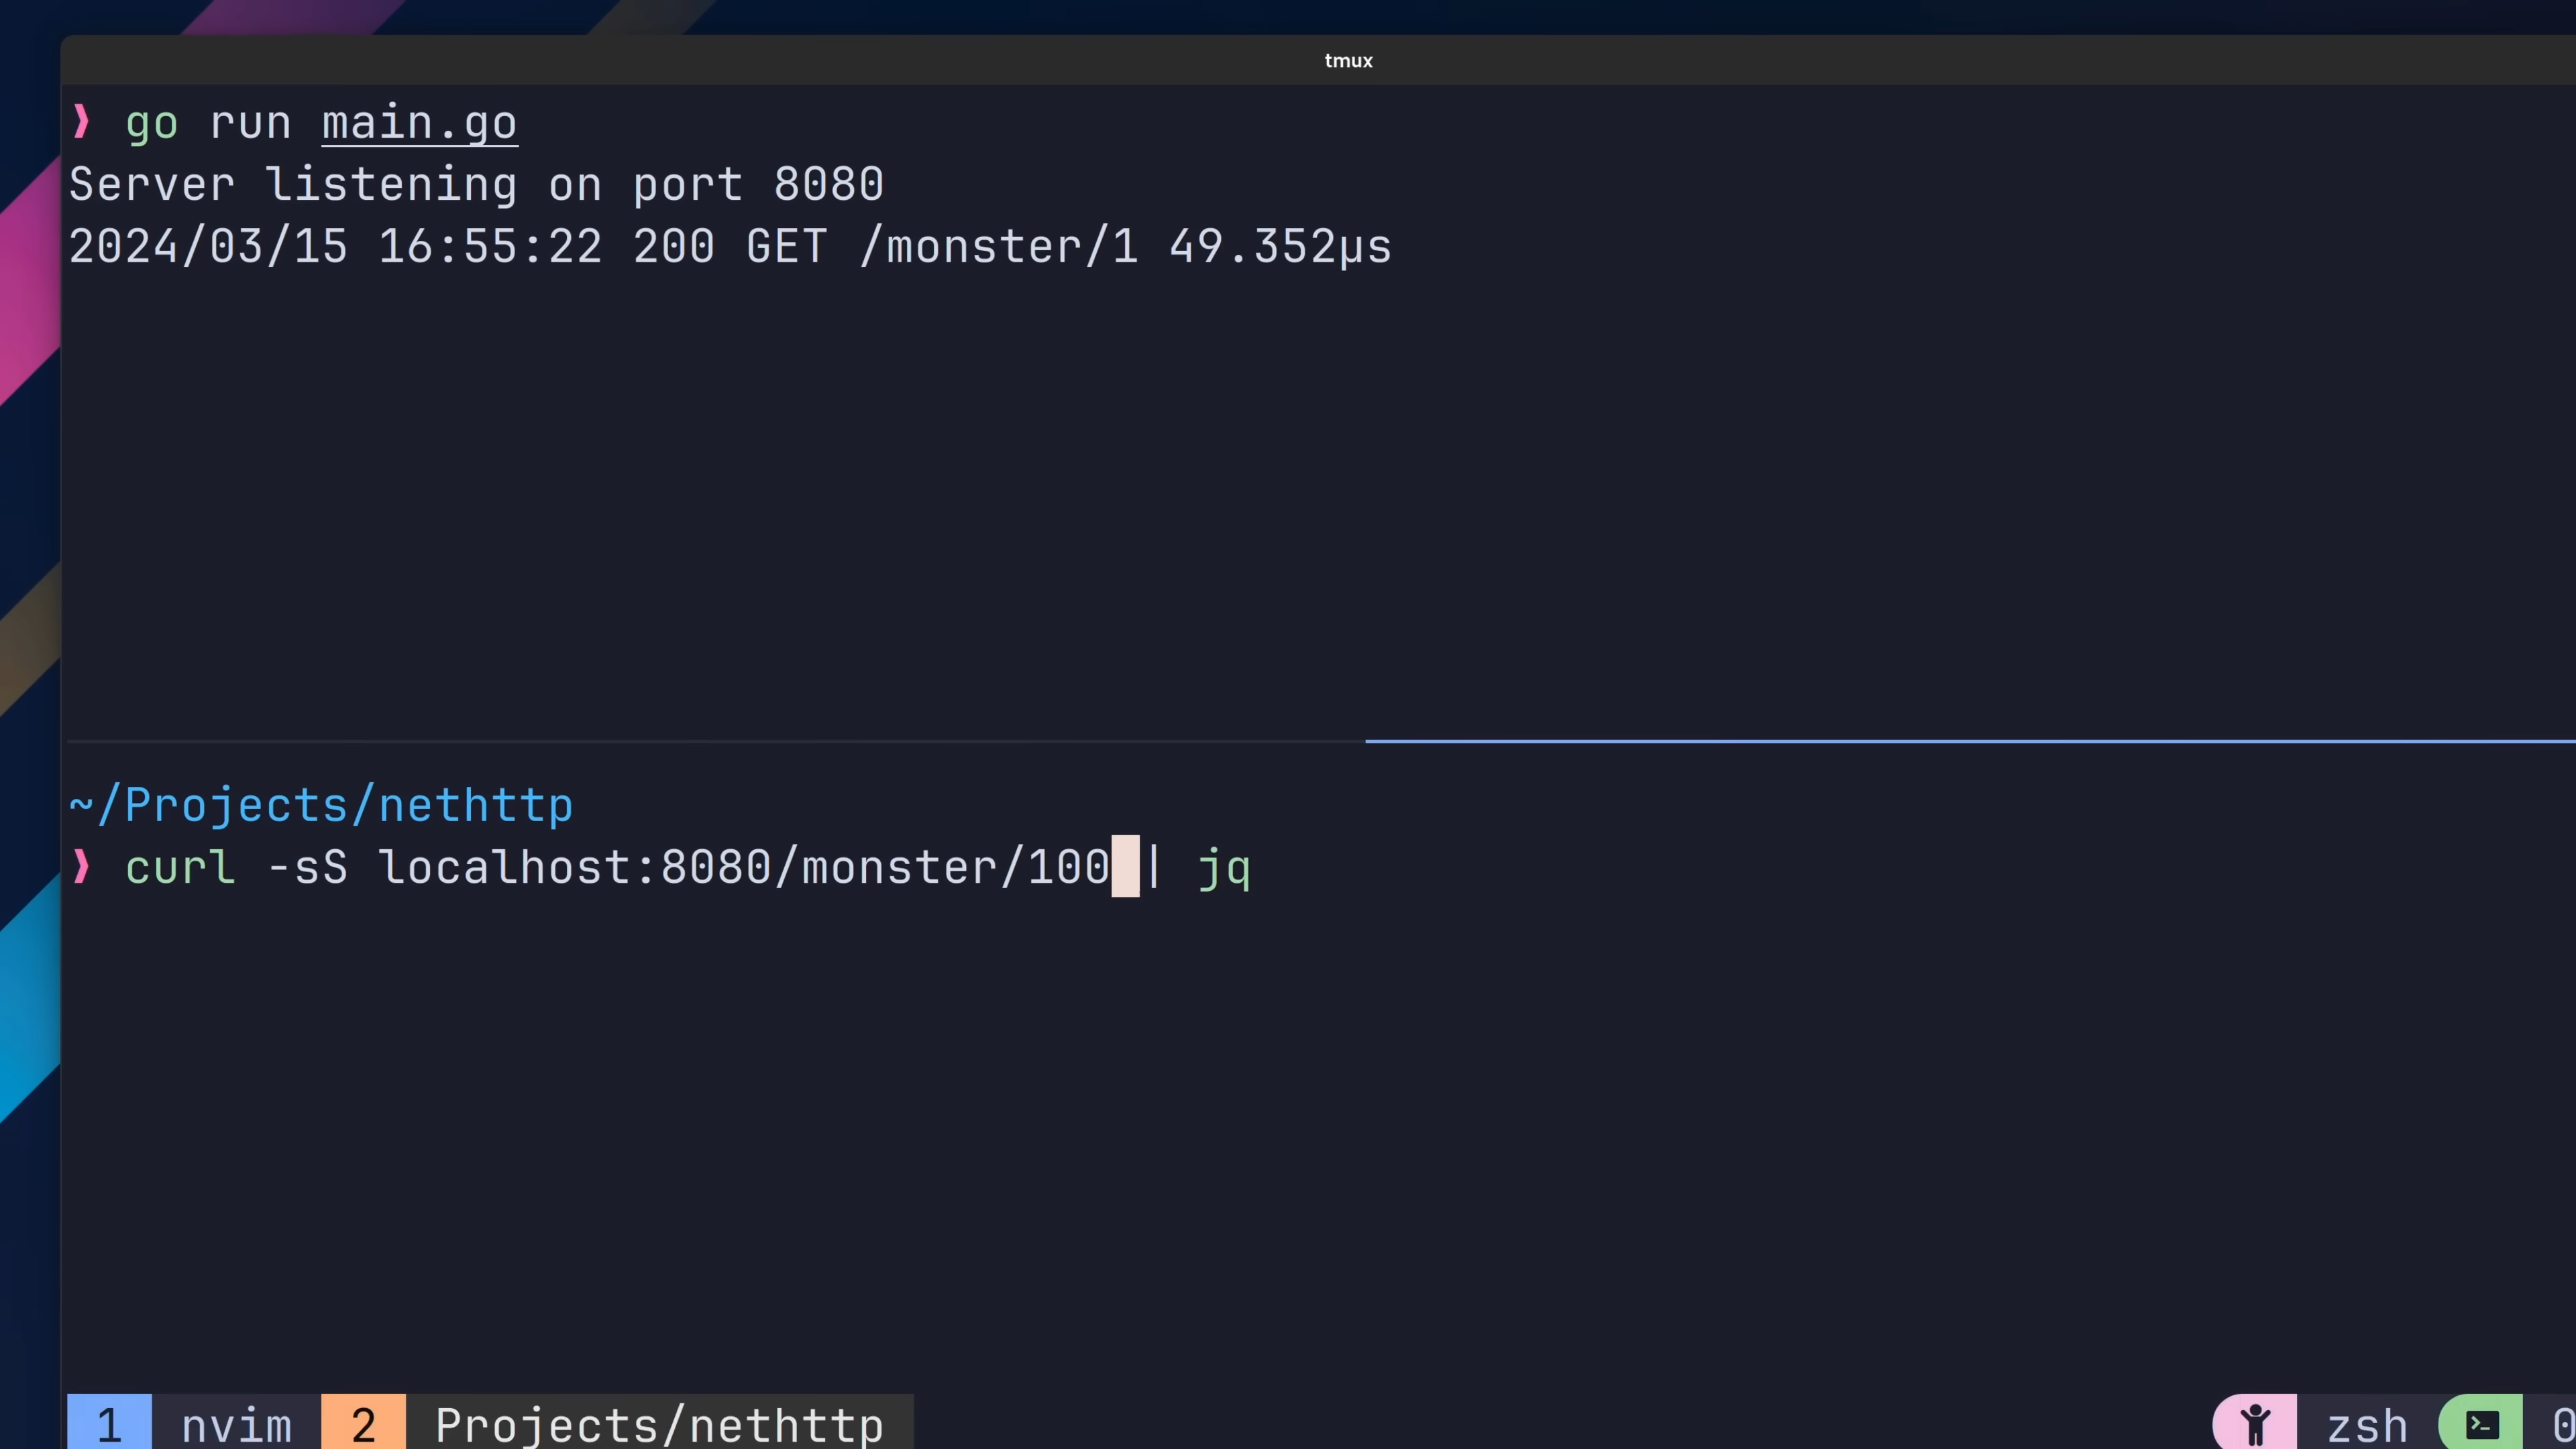 tmux
❱ go run main.go
Server listening on port 8080
2024/03/15 16:55:22 200 GET /monster/1 49.352µs
~/Projects/nethttp
❱ curl -sS localhost:8080/monster/100 | jq
1 nvim 2 Projects/nethttp zsh 0